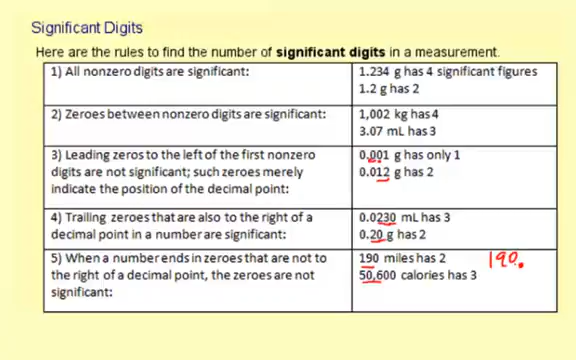 Significant Digits
Here are the rules to find the number of significant digits in a measurement.
1) All nonzero digits are significant:
1.234 g has 4 significant figures
1.2 g has 2
2) Zeroes between nonzero digits are significant:
1,002 kg has 4
3.07 mL has 3
3) Leading zeros to the left of the first nonzero
digits are not significant; such zeroes merely
indicate the position of the decimal point:
0.001 g has only 1
0.012 g has 2
4) Trailing zeroes that are also to the right of a
decimal point in a number are significant:
0.0230 mL has 3
0.20 g has 2
5) When a number ends in zeroes that are not to
the right of a decimal point, the zeroes are not
significant:
190 miles has 2
50,600 calories has 3
190.